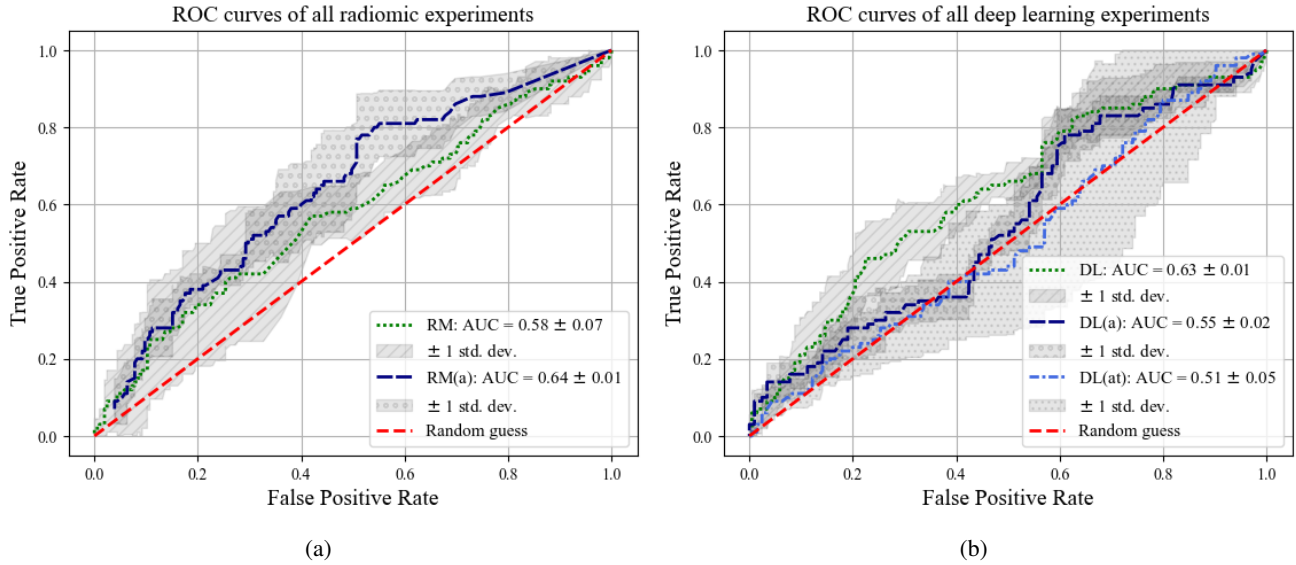 ROC curves of all radiomic experiments
True Positive Rate
1.0
0.8
0.6
0.4
0.2
0.0
RM: AUC = 0.58 ± 0.07
± 1 std. dev.
RM(a): AUC = 0.64 ± 0.01
± 1 std. dev.
Random guess
0.0 0.2 0.4 0.6 0.8 1.0
False Positive Rate
(a)
ROC curves of all deep learning experiments
True Positive Rate
1.0
0.8
0.6
0.4
0.2
0.0
DL: AUC = 0.63 ± 0.01
± 1 std. dev.
DL(a): AUC = 0.55 ± 0.02
± 1 std. dev.
DL(at): AUC = 0.51 ± 0.05
± 1 std. dev.
Random guess
0.0 0.2 0.4 0.6 0.8 1.0
False Positive Rate
(b)